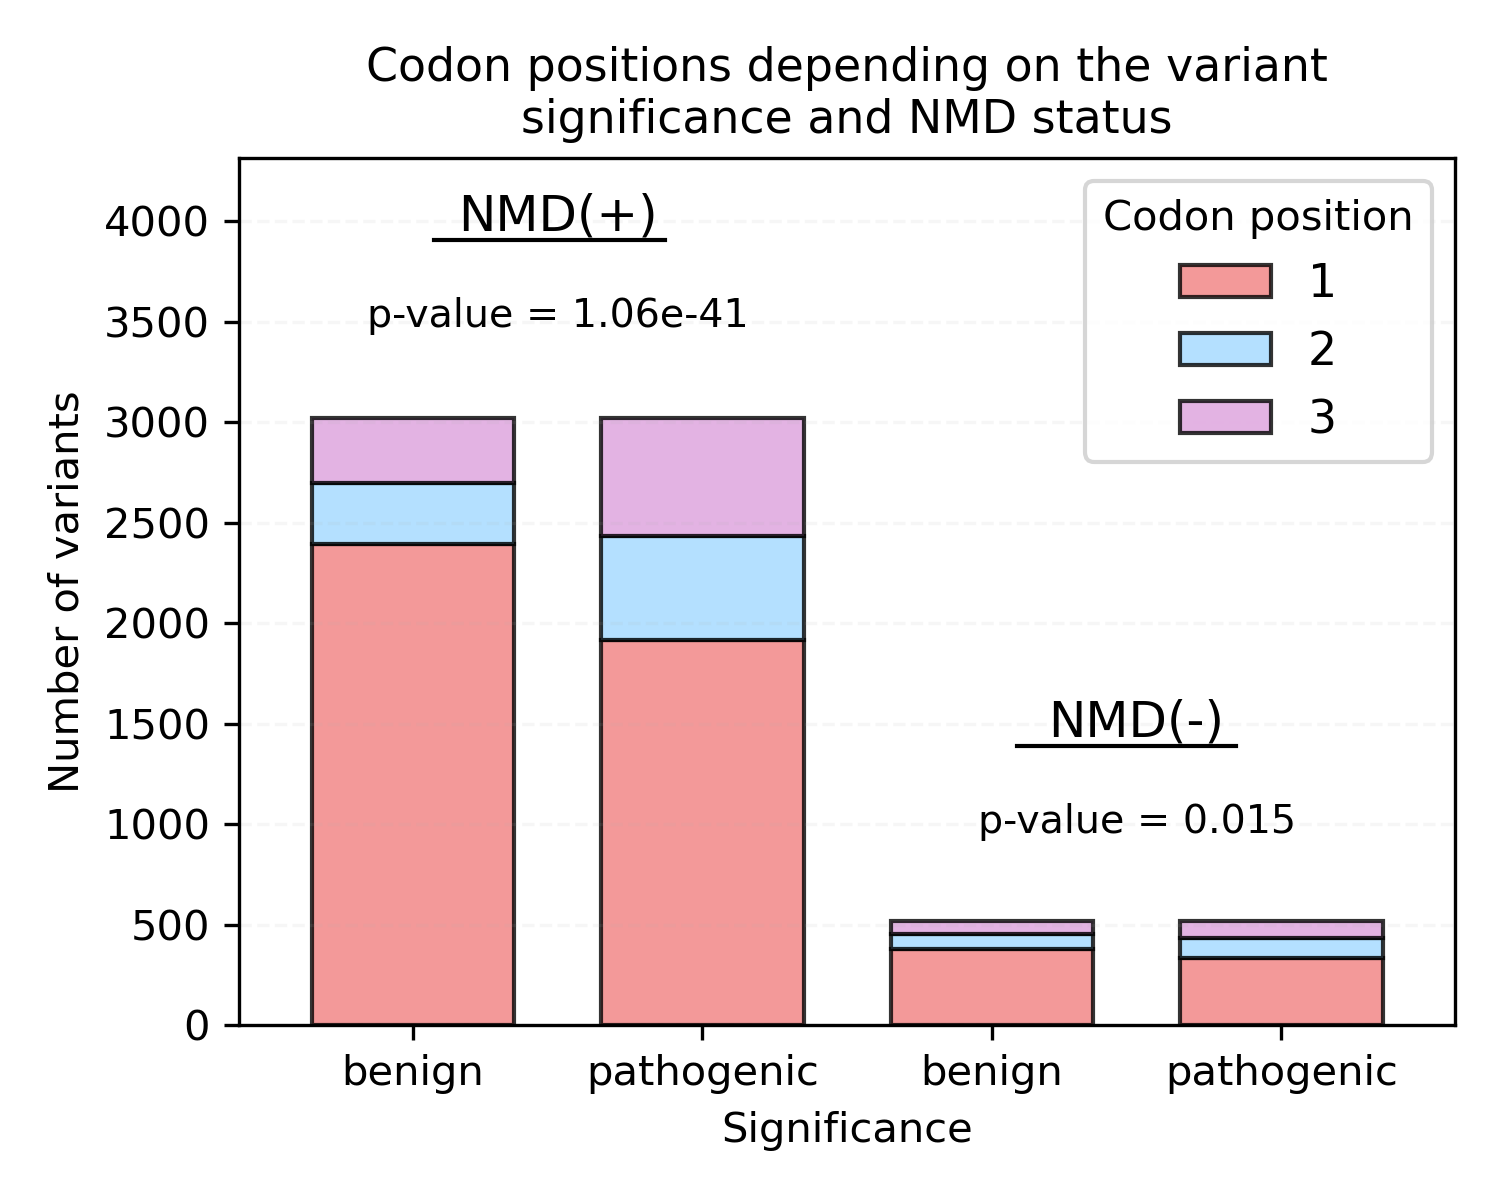 Codon positions depending on the variant
significance and NMD status
Number of variants
4000
3500
3000
2500
2000
1500
1000
500
0
NMD(+)
p-value = 1.06e-41
NMD(-)
p-value = 0.015
Codon position
1
2
3
benign
pathogenic
benign
pathogenic
Significance